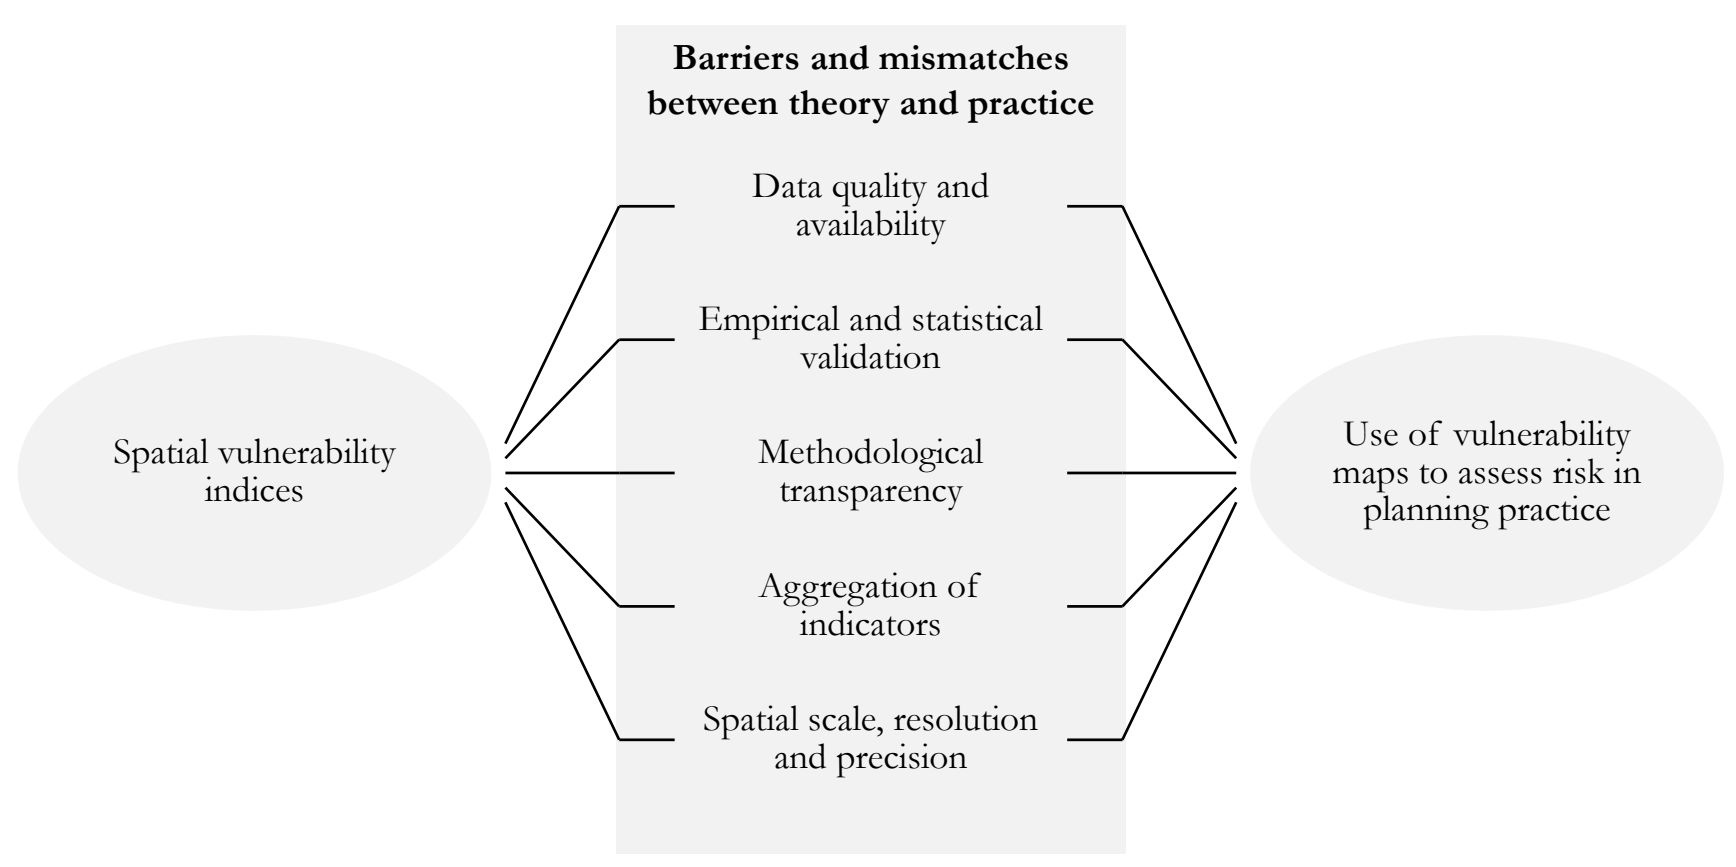 Barriers and mismatches
between theory and practice
Data quality and
availability
Empirical and statistical
validation
Spatial vulnerability
indices
Methodological
transparency
Use of vulnerability
maps to assess risk in
planning practice
Aggregation of
indicators
Spatial scale, resolution
and precision